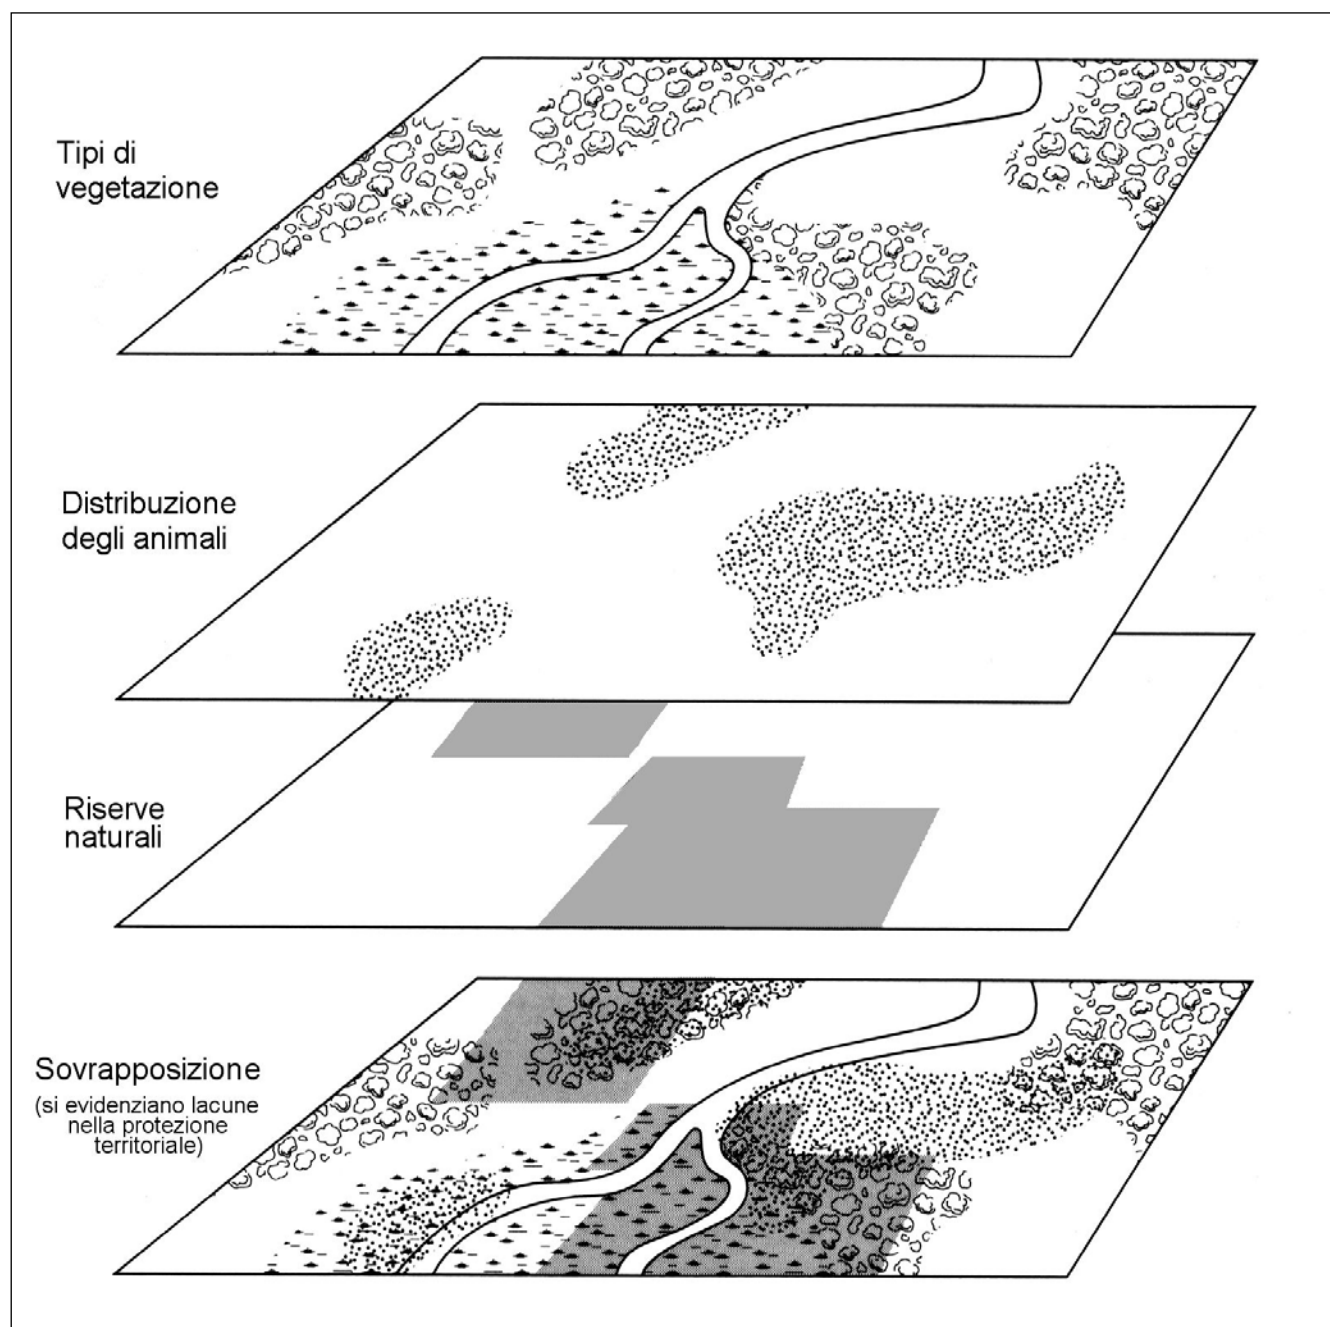 Tipi di
vegetazione
Distribuzione
degli animali
Riserve
naturali
Sovrapposizione
(si evidenziano lacune
nella protezione
territoriale)